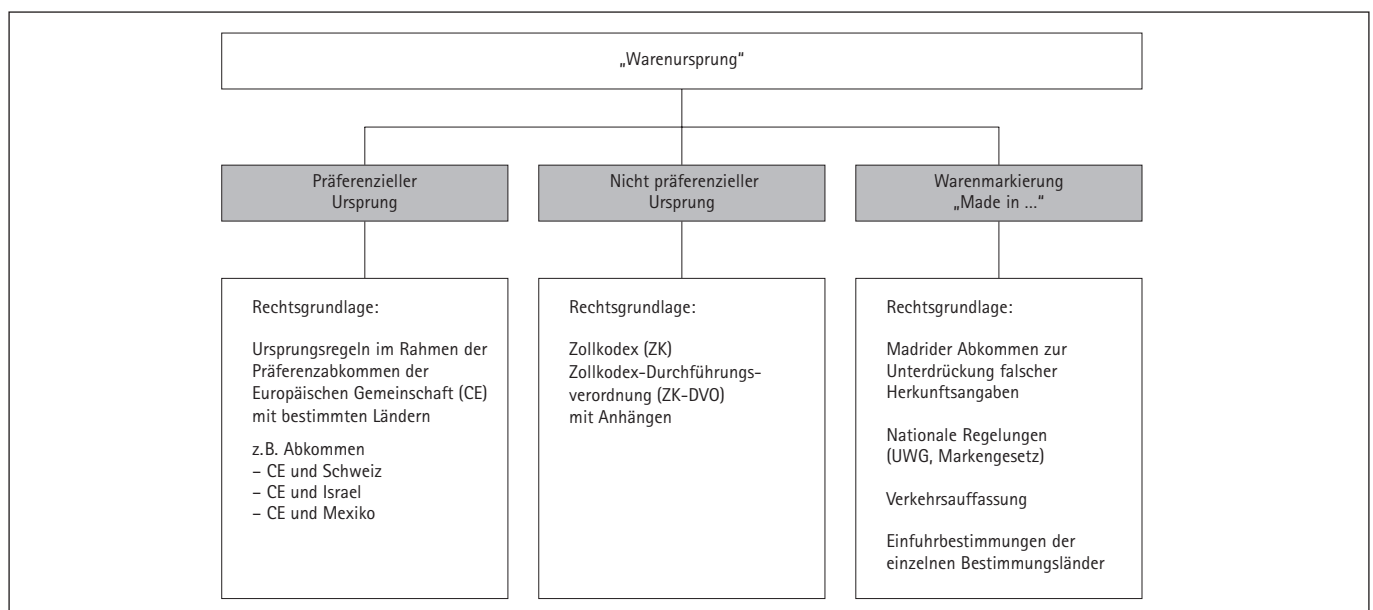 „Warenursprung“
Präferenzieller
Ursprung
Nicht präferenzieller
Ursprung
Warenmarkierung
„Made in ...“
Rechtsgrundlage:
Ursprungsregeln im Rahmen der
Präferenzabkommen der
Europäischen Gemeinschaft (CE)
mit bestimmten Ländern
z.B. Abkommen
– CE und Schweiz
– CE und Israel
– CE und Mexiko
Rechtsgrundlage:
Zollkodex (ZK)
Zollkodex-Durchführungs-
verordnung (ZK-DVO)
mit Anhängen
Rechtsgrundlage:
Madrider Abkommen zur
Unterdrückung falscher
Herkunftsangaben
Nationale Regelungen
(UWG, Markengesetz)
Verkehrsauffassung
Einfuhrbestimmungen der
einzelnen Bestimmungsländer